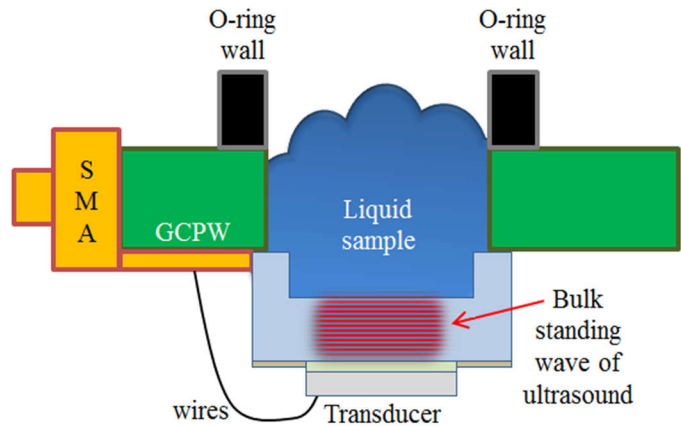 O-ring
wall
O-ring
wall
S
M
A
GCPW
Liquid
sample
Bulk
standing
wave of
ultrasound
wires
Transducer